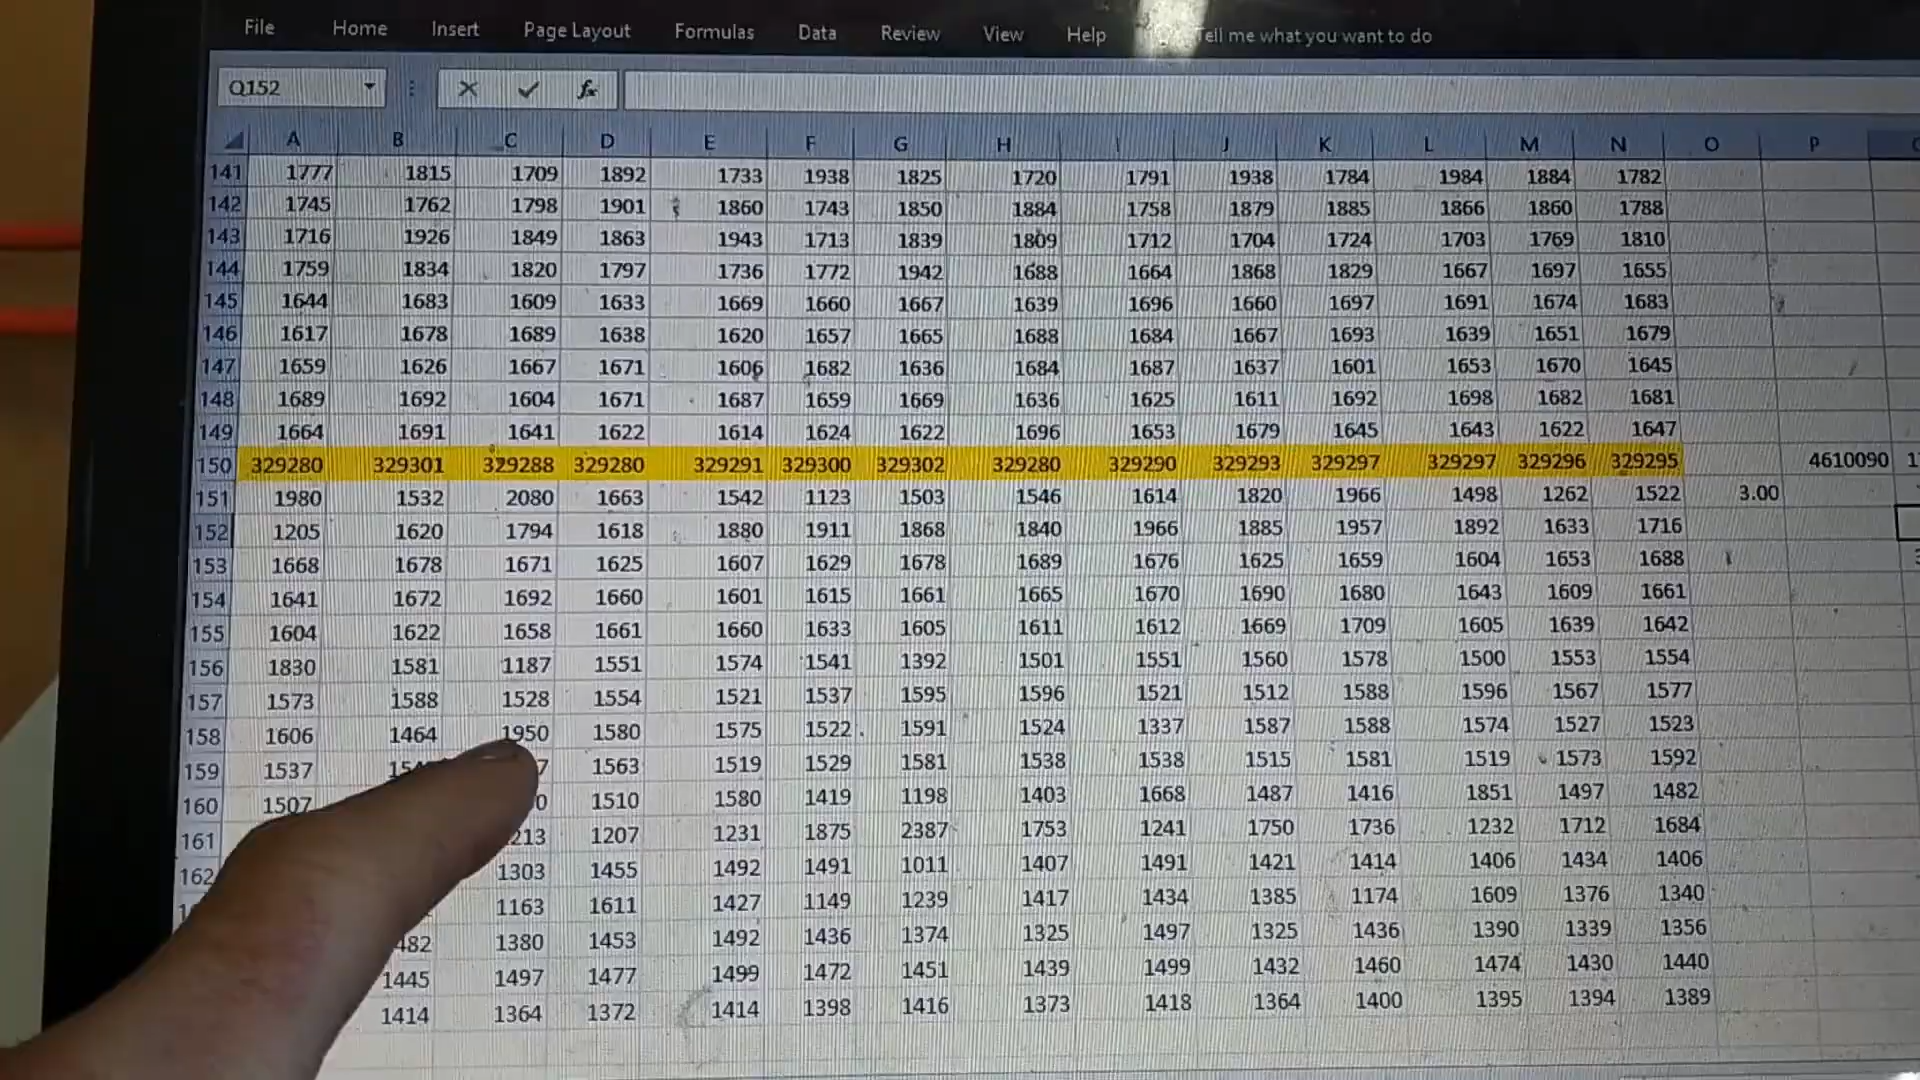 File Home Insert Page Layout Formulas Data Review View Help Tell me what you want to do
Q152 fx
A B C D E F G H I J K L M N O P
141 1777 1815 1709 1892 1733 1938 1825 1720 1791 1938 1784 1984 1884 1782
142 1745 1762 1798 1901 1860 1743 1850 1884 1758 1879 1885 1866 1860 1788
143 1716 1926 1849 1863 1943 1713 1839 1809 1712 1704 1724 1703 1769 1810
144 1759 1834 1820 1797 1736 1772 1942 1688 1664 1868 1829 1667 1697 1655
145 1644 1683 1609 1633 1669 1660 1667 1639 1696 1660 1697 1691 1674 1683
146 1617 1678 1689 1638 1620 1657 1665 1688 1684 1667 1693 1639 1651 1679
147 1659 1626 1667 1671 1606 1682 1636 1684 1687 1637 1601 1653 1670 1645
148 1689 1692 1604 1671 1687 1659 1669 1636 1625 1611 1692 1698 1682 1681
149 1664 1691 1641 1622 1614 1624 1622 1696 1653 1679 1645 1643 1622 1647
150 329280 329301 329288 329280 329291 329300 329302 329280 329290 329293 329297 329297 329296 329295 4610090
151 1980 1532 2080 1663 1542 1123 1503 1546 1614 1820 1966 1498 1262 1522 3.00
152 1205 1620 1794 1618 1880 1911 1868 1840 1966 1885 1957 1892 1633 1716
153 1668 1678 1671 1625 1607 1629 1678 1689 1676 1625 1659 1604 1653 1688
154 1641 1672 1692 1660 1601 1615 1661 1665 1670 1690 1680 1643 1609 1661
155 1604 1622 1658 1661 1660 1633 1605 1611 1612 1669 1709 1605 1639 1642
156 1830 1581 1187 1551 1574 1541 1392 1501 1551 1560 1578 1500 1553 1554
157 1573 1588 1528 1554 1521 1537 1595 1596 1521 1512 1588 1596 1567 1577
158 1606 1464 1950 1580 1575 1522 1591 1524 1337 1587 1588 1574 1527 1523
159 1537 1563 1519 1529 1581 1538 1538 1515 1581 1519 1573 1592
160 1507 1510 1580 1419 1198 1403 1668 1487 1416 1851 1497 1482
161 1207 1231 1875 2387 1753 1241 1750 1736 1232 1712 1684
162 1303 1455 1492 1491 1011 1407 1491 1421 1414 1406 1434 1406
1163 1611 1427 1149 1239 1417 1434 1385 1174 1609 1376 1340
1380 1453 1492 1436 1374 1325 1497 1325 1436 1390 1339 1356
1445 1497 1477 1499 1472 1451 1439 1499 1432 1460 1474 1430 1440
1414 1364 1372 1414 1398 1416 1373 1418 1364 1400 1395 1394 1389